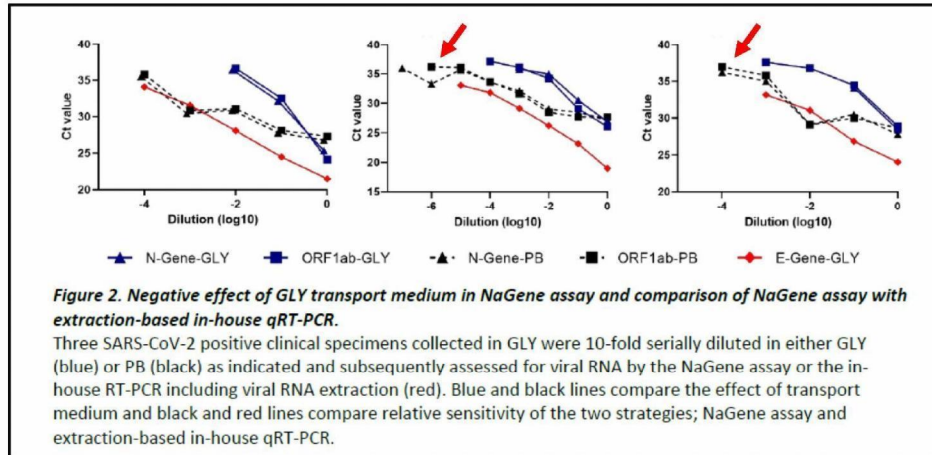 40
35
30
25
20
Ct value
-4
-2
0
Dilution (log10)
40
35
30
25
20
15
Ct value
-6
-4
-2
0
Dilution (log10)
40
35
30
25
20
Ct value
-4
-2
0
Dilution (log10)
N-Gene-GLY
ORF1ab-GLY
N-Gene-PB
ORF1ab-PB
E-Gene-GLY
Figure 2. Negative effect of GLY transport medium in NaGene assay and comparison of NaGene assay with
extraction-based in-house qRT-PCR.
Three SARS-CoV-2 positive clinical specimens collected in GLY were 10-fold serially diluted in either GLY
(blue) or PB (black) as indicated and subsequently assessed for viral RNA by the NaGene assay or the in-
house RT-PCR including viral RNA extraction (red). Blue and black lines compare the effect of transport
medium and black and red lines compare relative sensitivity of the two strategies; NaGene assay and
extraction-based in-house qRT-PCR.